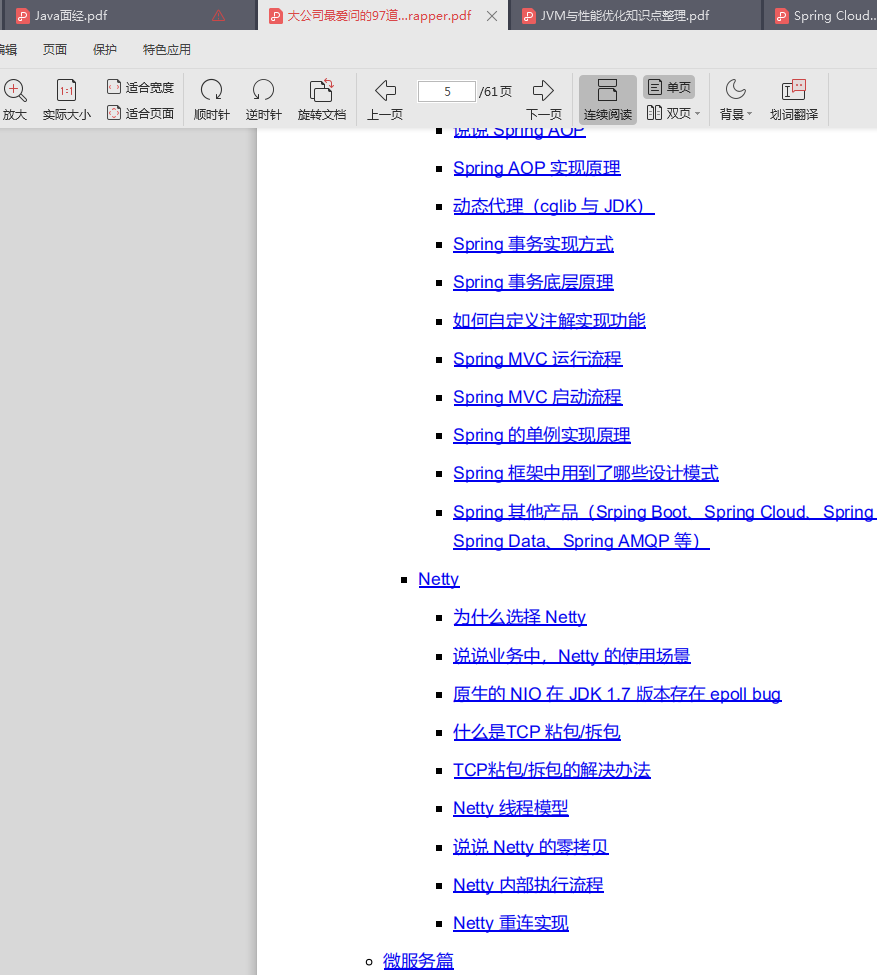 Java面经.pdf
大公司最爱问的97道...rapper.pdf
JVM与性能优化知识点整理.pdf
Spring Cloud..
编辑 页面 保护 特色应用
放大
1:1
实际大小
适合宽度
适合页面
顺时针
逆时针
旋转文档
上一页
5 /61页
下一页
连续阅读
单页
双页
背景
划词翻译
说说 Spring AOP
Spring AOP 实现原理
动态代理（cglib 与 JDK）
Spring 事务实现方式
Spring 事务底层原理
如何自定义注解实现功能
Spring MVC 运行流程
Spring MVC 启动流程
Spring 的单例实现原理
Spring 框架中用到了哪些设计模式
Spring 其他产品（Srping Boot、Spring Cloud、Spring
Spring Data、Spring AMQP 等）
Netty
为什么选择 Netty
说说业务中，Netty 的使用场景
原生的 NIO 在 JDK 1.7 版本存在 epoll bug
什么是TCP 粘包/拆包
TCP粘包/拆包的解决办法
Netty 线程模型
说说 Netty 的零拷贝
Netty 内部执行流程
Netty 重连实现
微服务篇